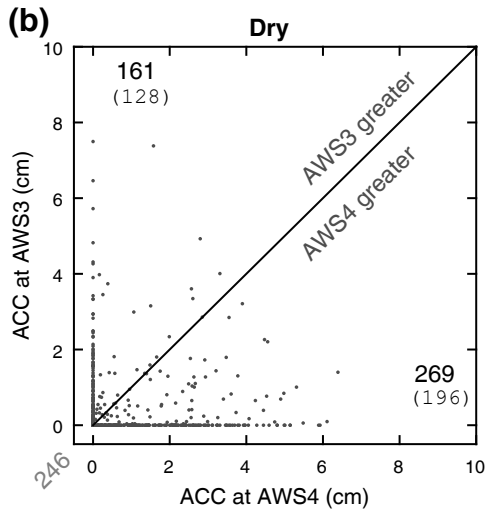 (b)
Dry
10
161
(128)
AWS3 greater
8
AWS4 greater
6
ACC at AWS3 (cm)
4
2
269
(196)
0
246
0 2 4 6 8 10
ACC at AWS4 (cm)